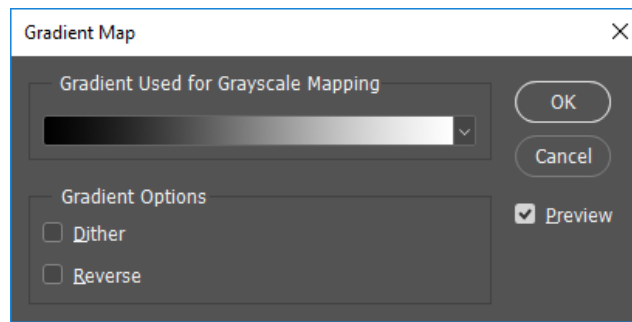 Gradient Map
Gradient Used for Grayscale Mapping
OK
Cancel
Gradient Options
Preview
Dither
Reverse